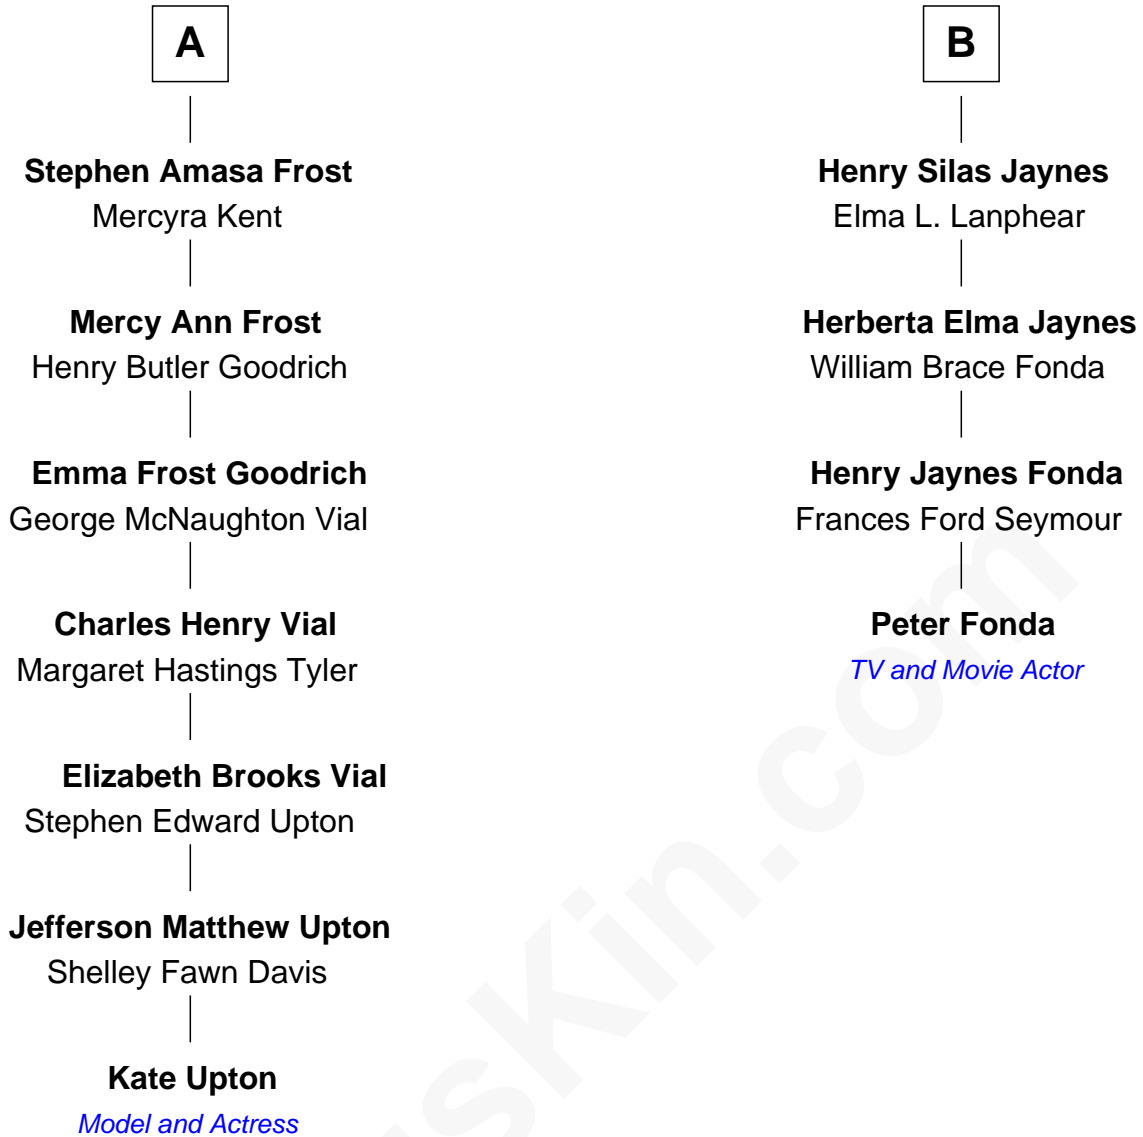 A
Stephen Amasa Frost
Mercyra Kent
Mercy Ann Frost
Henry Butler Goodrich
Emma Frost Goodrich
George McNaughton Vial
Charles Henry Vial
Margaret Hastings Tyler
Elizabeth Brooks Vial
Stephen Edward Upton
Jefferson Matthew Upton
Shelley Fawn Davis
Kate Upton
Model and Actress
B
Henry Silas Jaynes
Elma L. Lanphear
Herberta Elma Jaynes
William Brace Fonda
Henry Jaynes Fonda
Frances Ford Seymour
Peter Fonda
TV and Movie Actor